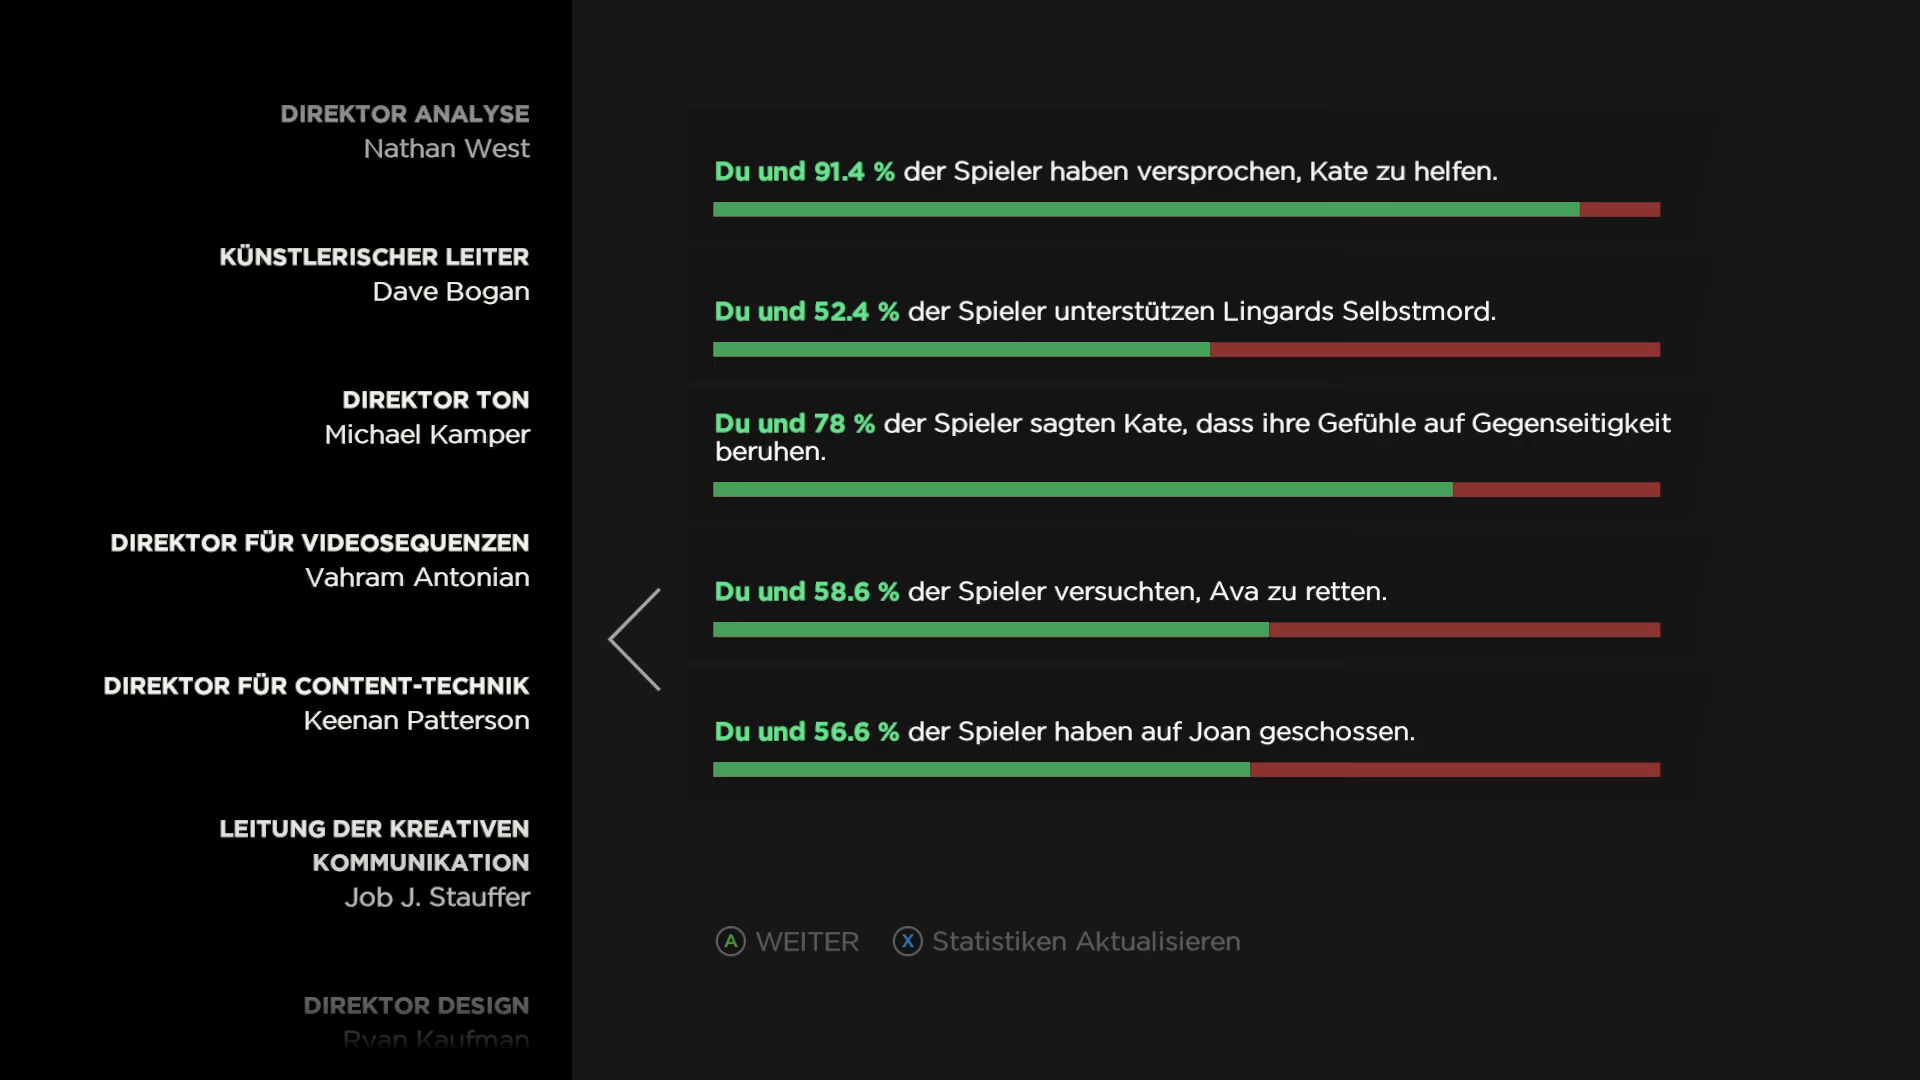 DIREKTOR ANALYSE
Nathan West
KÜNSTLERISCHER LEITER
Dave Bogan
DIREKTOR TON
Michael Kamper
DIREKTOR FÜR VIDEOSEQUENZEN
Vahram Antonian
DIREKTOR FÜR CONTENT-TECHNIK
Keenan Patterson
LEITUNG DER KREATIVEN
KOMMUNIKATION
Job J. Stauffer
DIREKTOR DESIGN
Ryan Kaufman
Du und 91.4 % der Spieler haben versprochen, Kate zu helfen.
Du und 52.4 % der Spieler unterstützen Lingards Selbstmord.
Du und 78 % der Spieler sagten Kate, dass ihre Gefühle auf Gegenseitigkeit
beruhen.
Du und 58.6 % der Spieler versuchten, Ava zu retten.
Du und 56.6 % der Spieler haben auf Joan geschossen.
A WEITER X Statistiken Aktualisieren